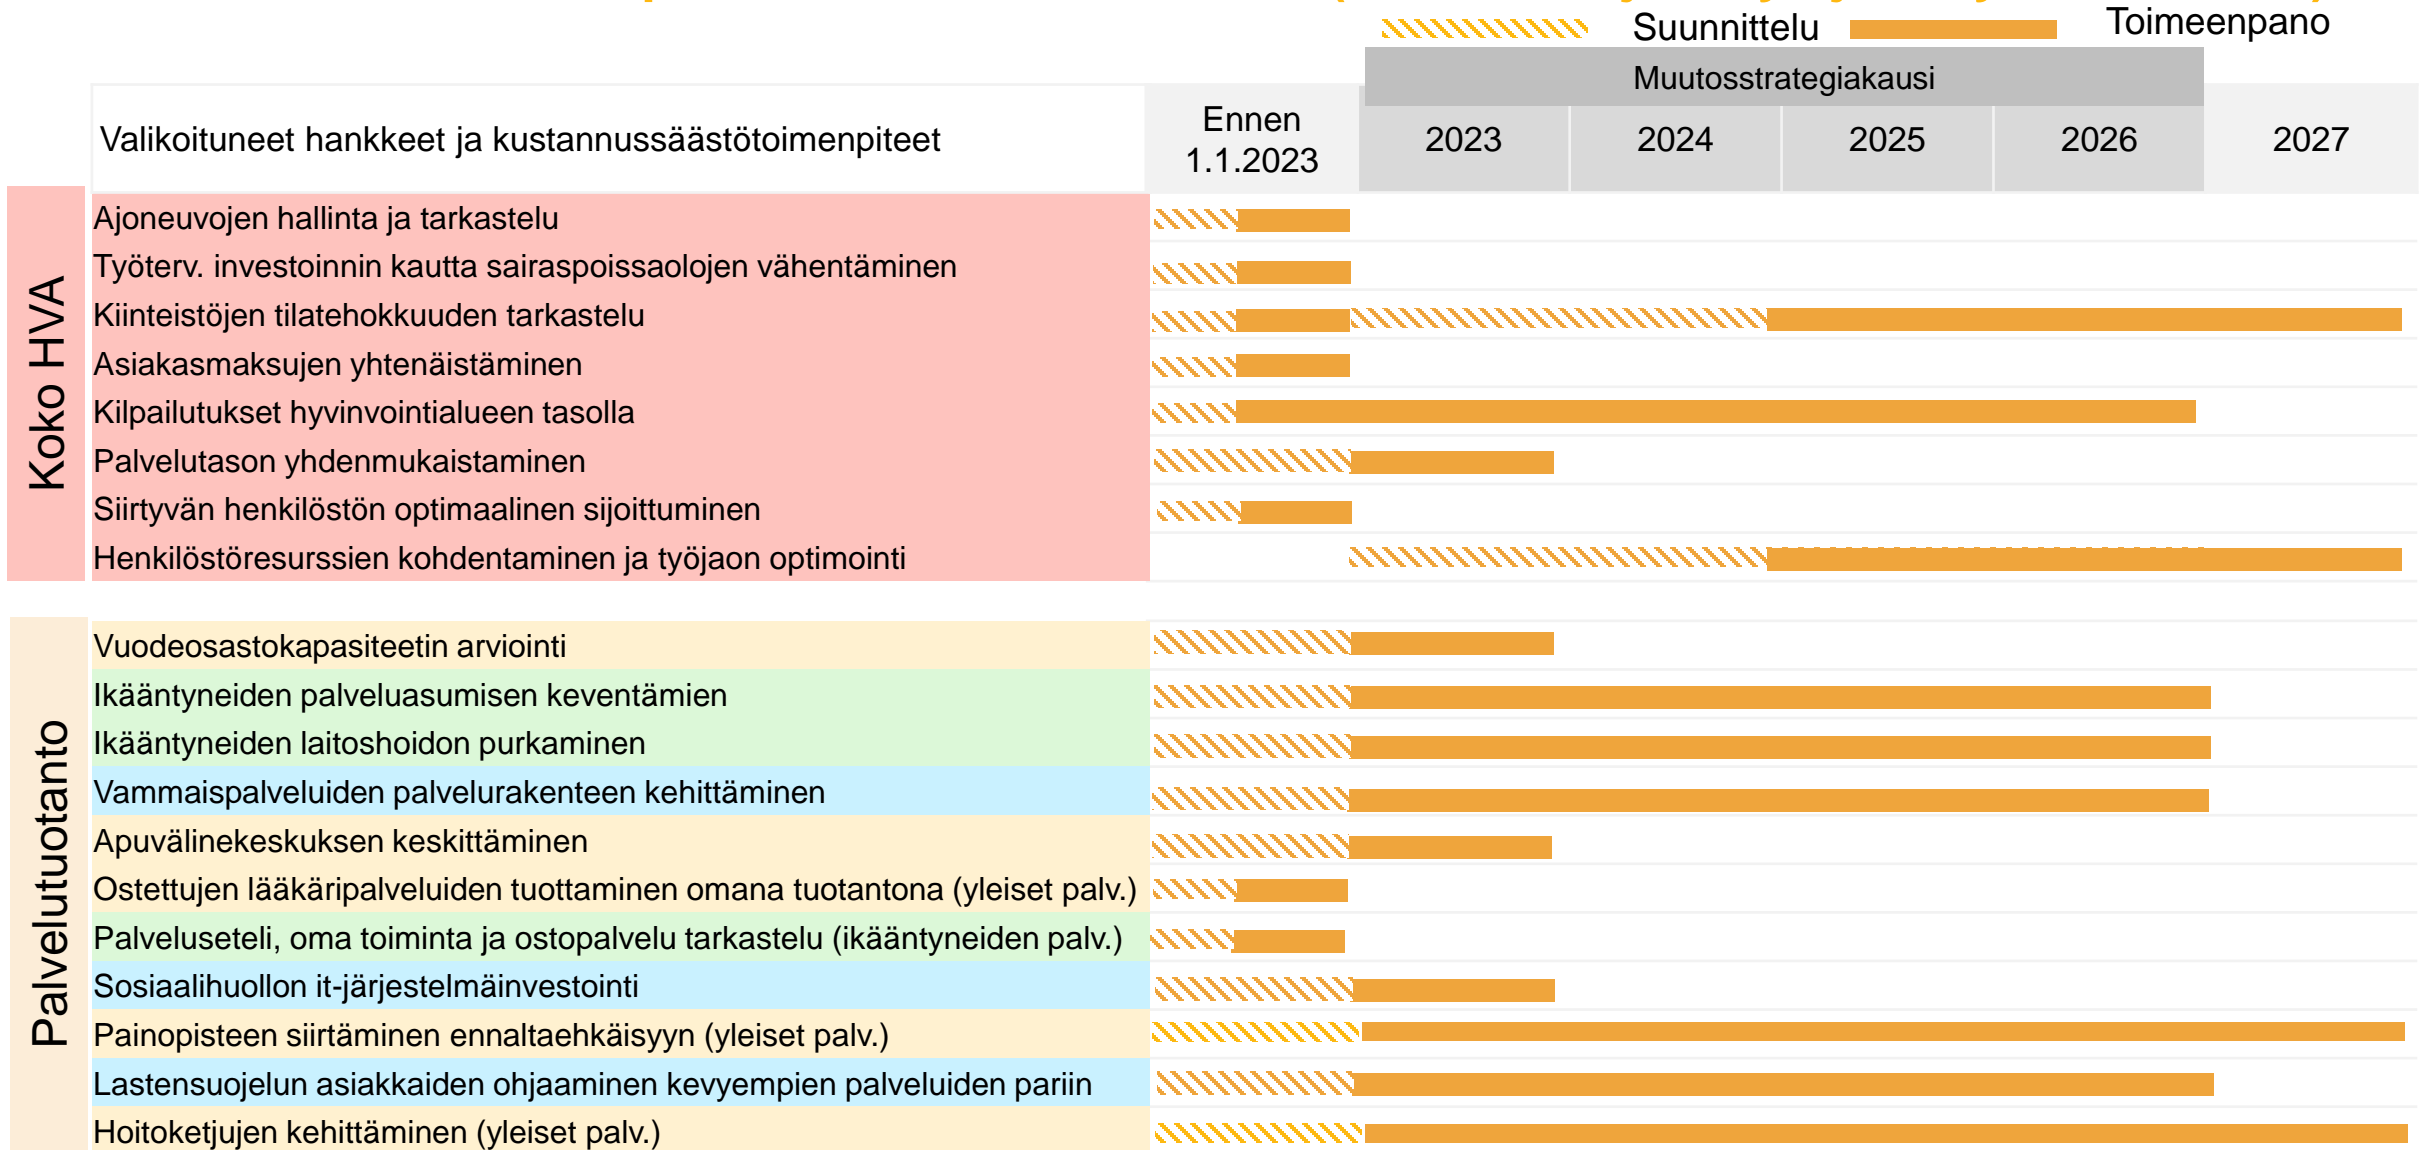 Suunnittelu
Toimeenpano
Muutosstrategiakausi
Valikoituneet hankkeet ja kustannussäästötoimenpiteet
Ennen
1.1.2023
2023
2024
2025
2026
2027
Koko HVA
Ajoneuvojen hallinta ja tarkastelu
Työterv. investoinnin kautta sairaspoissaolojen vähentäminen
Kiinteistöjen tilatehokkuuden tarkastelu
Asiakasmaksujen yhtenäistäminen
Kilpailutukset hyvinvointialueen tasolla
Palvelutason yhdenmukaistaminen
Siirtyvän henkilöstön optimaalinen sijoittuminen
Henkilöstöresurssien kohdentaminen ja työjaon optimointi
Palvelutuotanto
Vuodeosastokapasiteetin arviointi
Ikääntyneiden palveluasumisen keventämien
Ikääntyneiden laitoshoidon purkaminen
Vammaispalveluiden palvelurakenteen kehittäminen
Apuvälinekeskuksen keskittäminen
Ostettujen lääkäripalveluiden tuottaminen omana tuotantona (yleiset palv.)
Palveluseteli, oma toiminta ja ostopalvelu tarkastelu (ikääntyneiden palv.)
Sosiaalihuollon it-järjestelmäinvestointi
Painopisteen siirtäminen ennaltaehkäisyyn (yleiset palv.)
Lastensuojelun asiakkaiden ohjaaminen kevyempien palveluiden pariin
Hoitoketjujen kehittäminen (yleiset palv.)